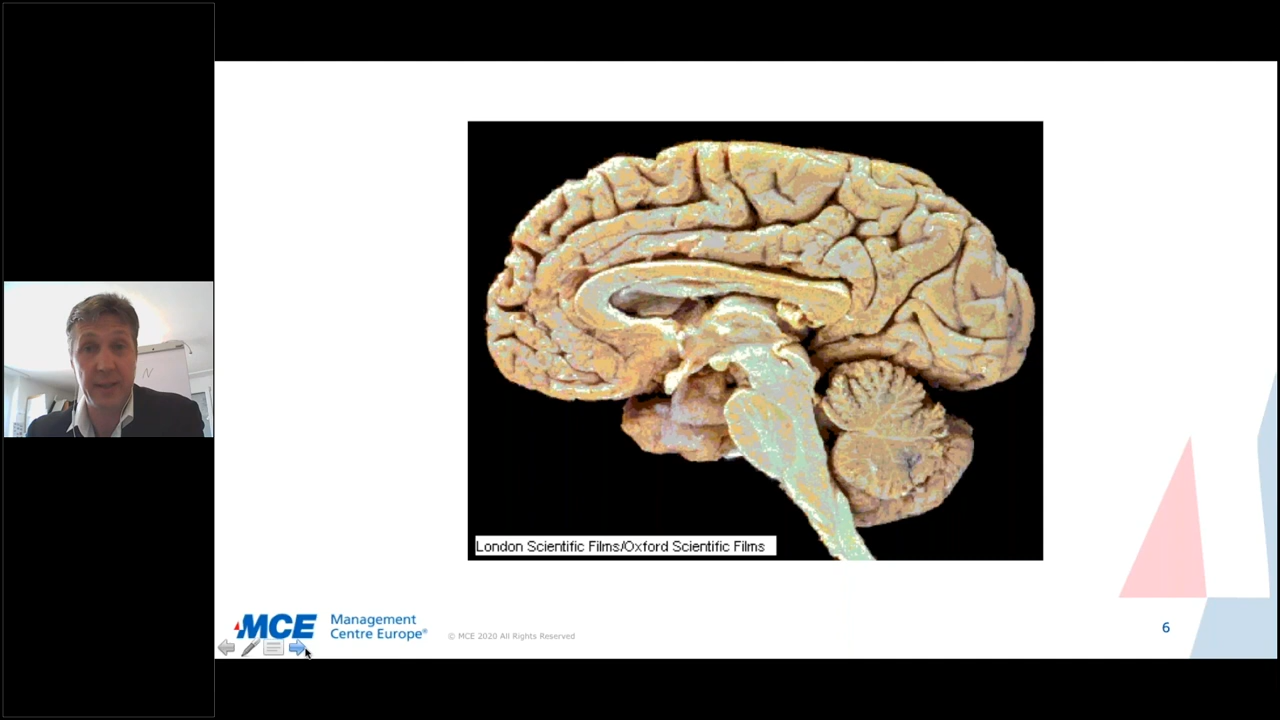 N
London Scientific Films/Oxford Scientific Films
MCE
Management
Centre Europe®
© MCE 2020 All Rights Reserved
6